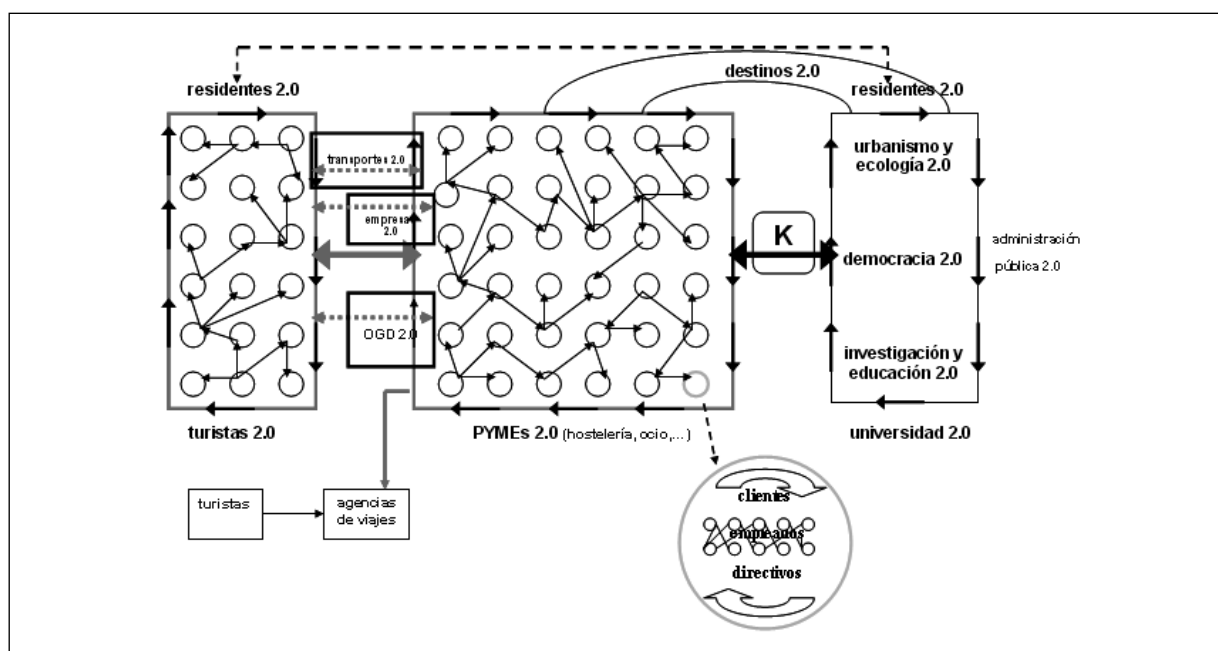 destinos 2.0
residentes 2.0
residentes 2.0
transportes 2.0
empresa
2.0
OGD 2.0
K
urbanismo y
ecología 2.0
democracia 2.0
investigación y
educación 2.0
administración
pública 2.0
turistas 2.0
PYMEs 2.0 (hostelería, ocio,...)
universidad 2.0
turistas
agencias
de viajes
clientes
empleados
directivos